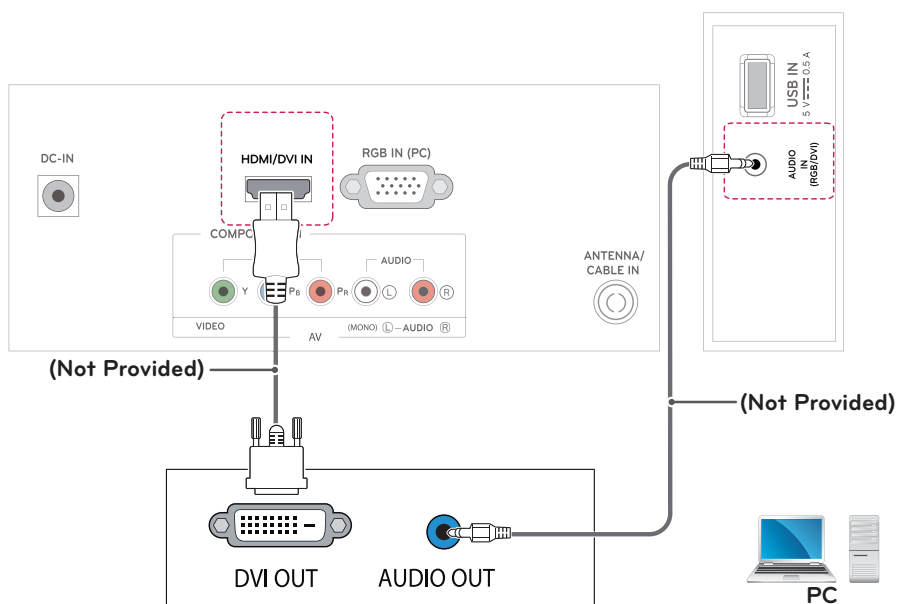 USB IN
5 V 0.5 A
AUDIO
IN
(RGB/DVI)
DC-IN
HDMI/DVI IN
RGB IN (PC)
AUDIO
Y
PB
PR
L
R
VIDEO
AV
(MONO) L – AUDIO R
ANTENNA/
CABLE IN
(Not Provided)
(Not Provided)
DVI OUT
AUDIO OUT
PC